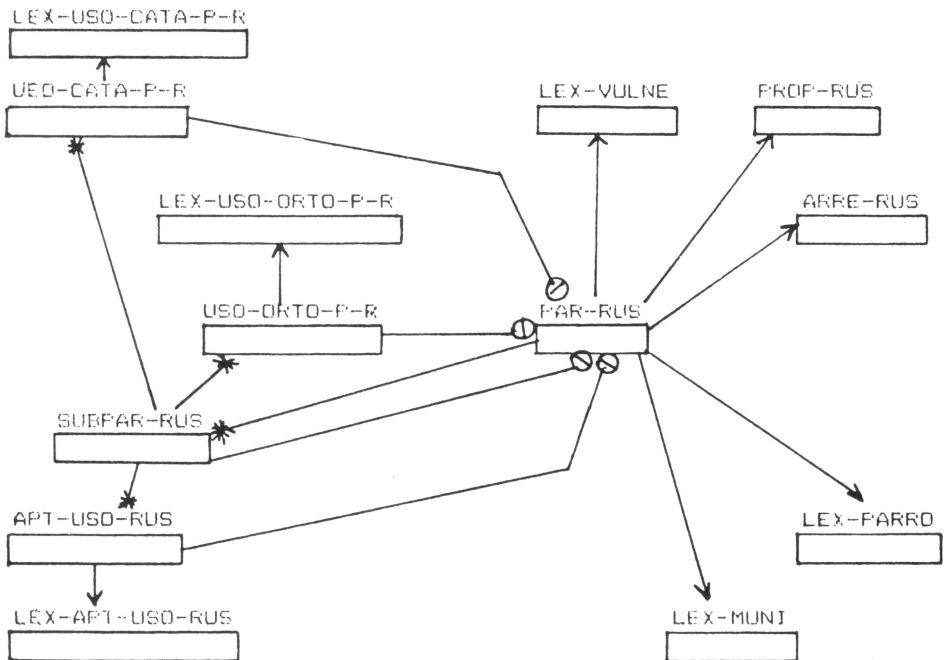 LEX-USO-CATA-P-R
UEO-CATA-P-R
LEX-VULNE
PROP-RUS
LEX-USO-ORTO-P-R
ARRE-RUS
USO-ORTO-P-R
PAR-RUS
SUBPAR-RUS
APT-USO-RUS
LEX-PARRO
LEX-APT-USO-RUS
LEX-MUNI